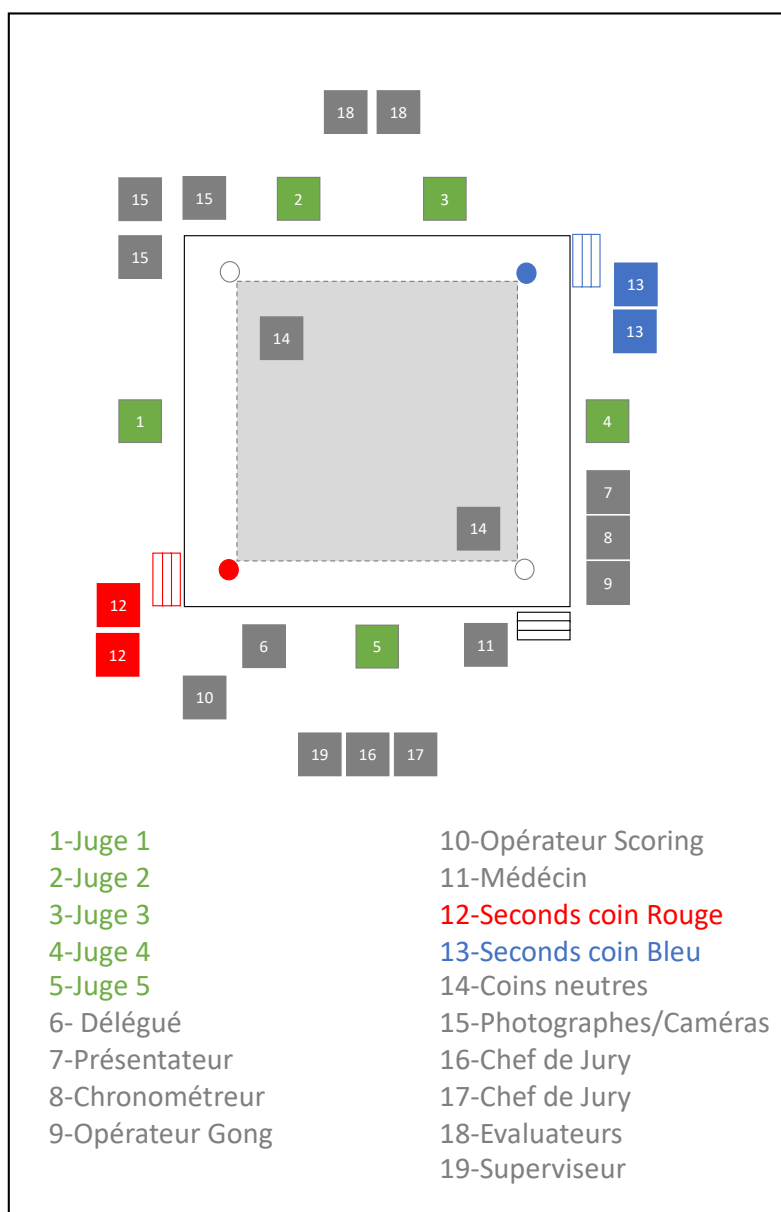 18 18
15 15 2 3
15
13
14 13
1 4
7
14 8
9
12
6 5 11
12
10
19 16 17
1-Juge 1
2-Juge 2
3-Juge 3
4-Juge 4
5-Juge 5
6- Délégué
7-Présentateur
8-Chronométreur
9-Opérateur Gong
10-Opérateur Scoring
11-Médécin
12-Seconds coin Rouge
13-Seconds coin Bleu
14-Coins neutres
15-Photographes/Caméras
16-Chef de Jury
17-Chef de Jury
18-Evaluateurs
19-Superviseur